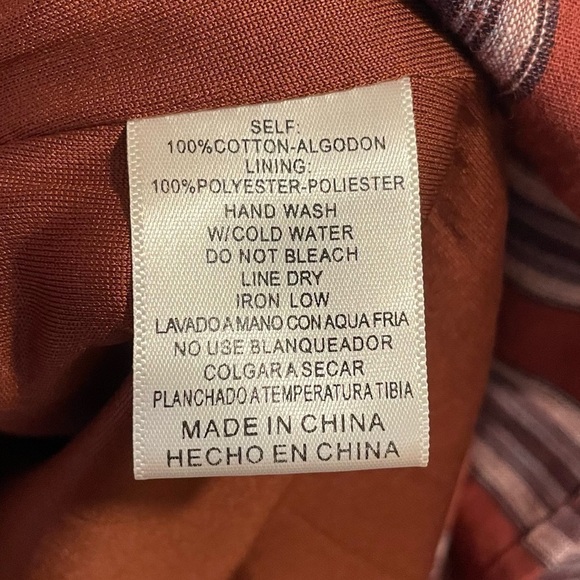 SELF:
100%COTTON-ALGODON
LINING:
100%POLYESTER-POLIESTER
HAND WASH
W/COLD WATER
DO NOT BLEACH
LINE DRY
IRON LOW
LAVADO A MANO CON AQUA FRIA
NO USE BLANQUEADOR
COLGAR A SECAR
PLANCHADO A TEMPERATURA TIBIA
MADE IN CHINA
HECHO EN CHINA